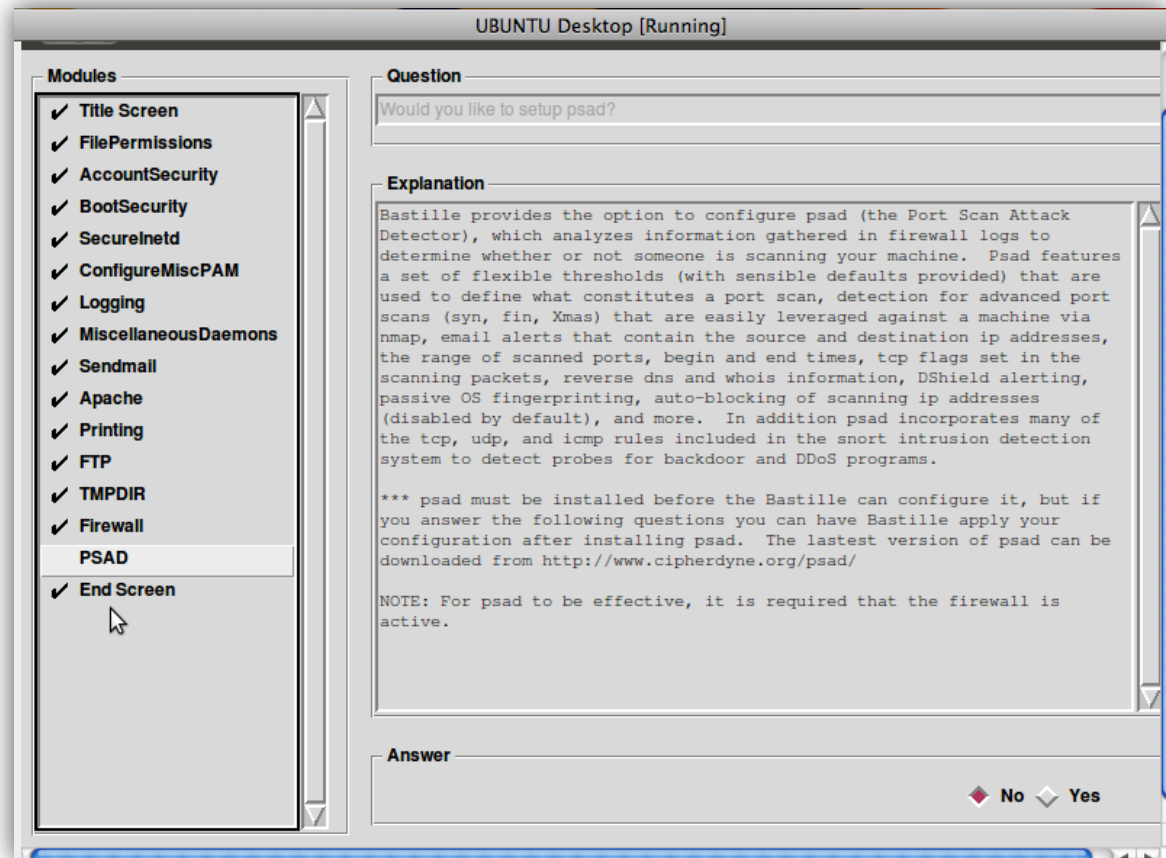 UBUNTU Desktop [Running]
Modules
✔ Title Screen
✔ FilePermissions
✔ AccountSecurity
✔ BootSecurity
✔ SecureInetd
✔ ConfigureMiscPAM
✔ Logging
✔ MiscellaneousDaemons
✔ Sendmail
✔ Apache
✔ Printing
✔ FTP
✔ TMPDIR
✔ Firewall
PSAD
✔ End Screen
Question
Would you like to setup psad?
Explanation
Bastille provides the option to configure psad (the Port Scan Attack
Detector), which analyzes information gathered in firewall logs to
determine whether or not someone is scanning your machine.  Psad features
a set of flexible thresholds (with sensible defaults provided) that are
used to define what constitutes a port scan, detection for advanced port
scans (syn, fin, Xmas) that are easily leveraged against a machine via
nmap, email alerts that contain the source and destination ip addresses,
the range of scanned ports, begin and end times, tcp flags set in the
scanning packets, reverse dns and whois information, DShield alerting,
passive OS fingerprinting, auto-blocking of scanning ip addresses
(disabled by default), and more.  In addition psad incorporates many of
the tcp, udp, and icmp rules included in the snort intrusion detection
system to detect probes for backdoor and DDoS programs.
*** psad must be installed before the Bastille can configure it, but if
you answer the following questions you can have Bastille apply your
configuration after installing psad.  The lastest version of psad can be
downloaded from http://www.cipherdyne.org/psad/
NOTE: For psad to be effective, it is required that the firewall is
active.
Answer
No Yes